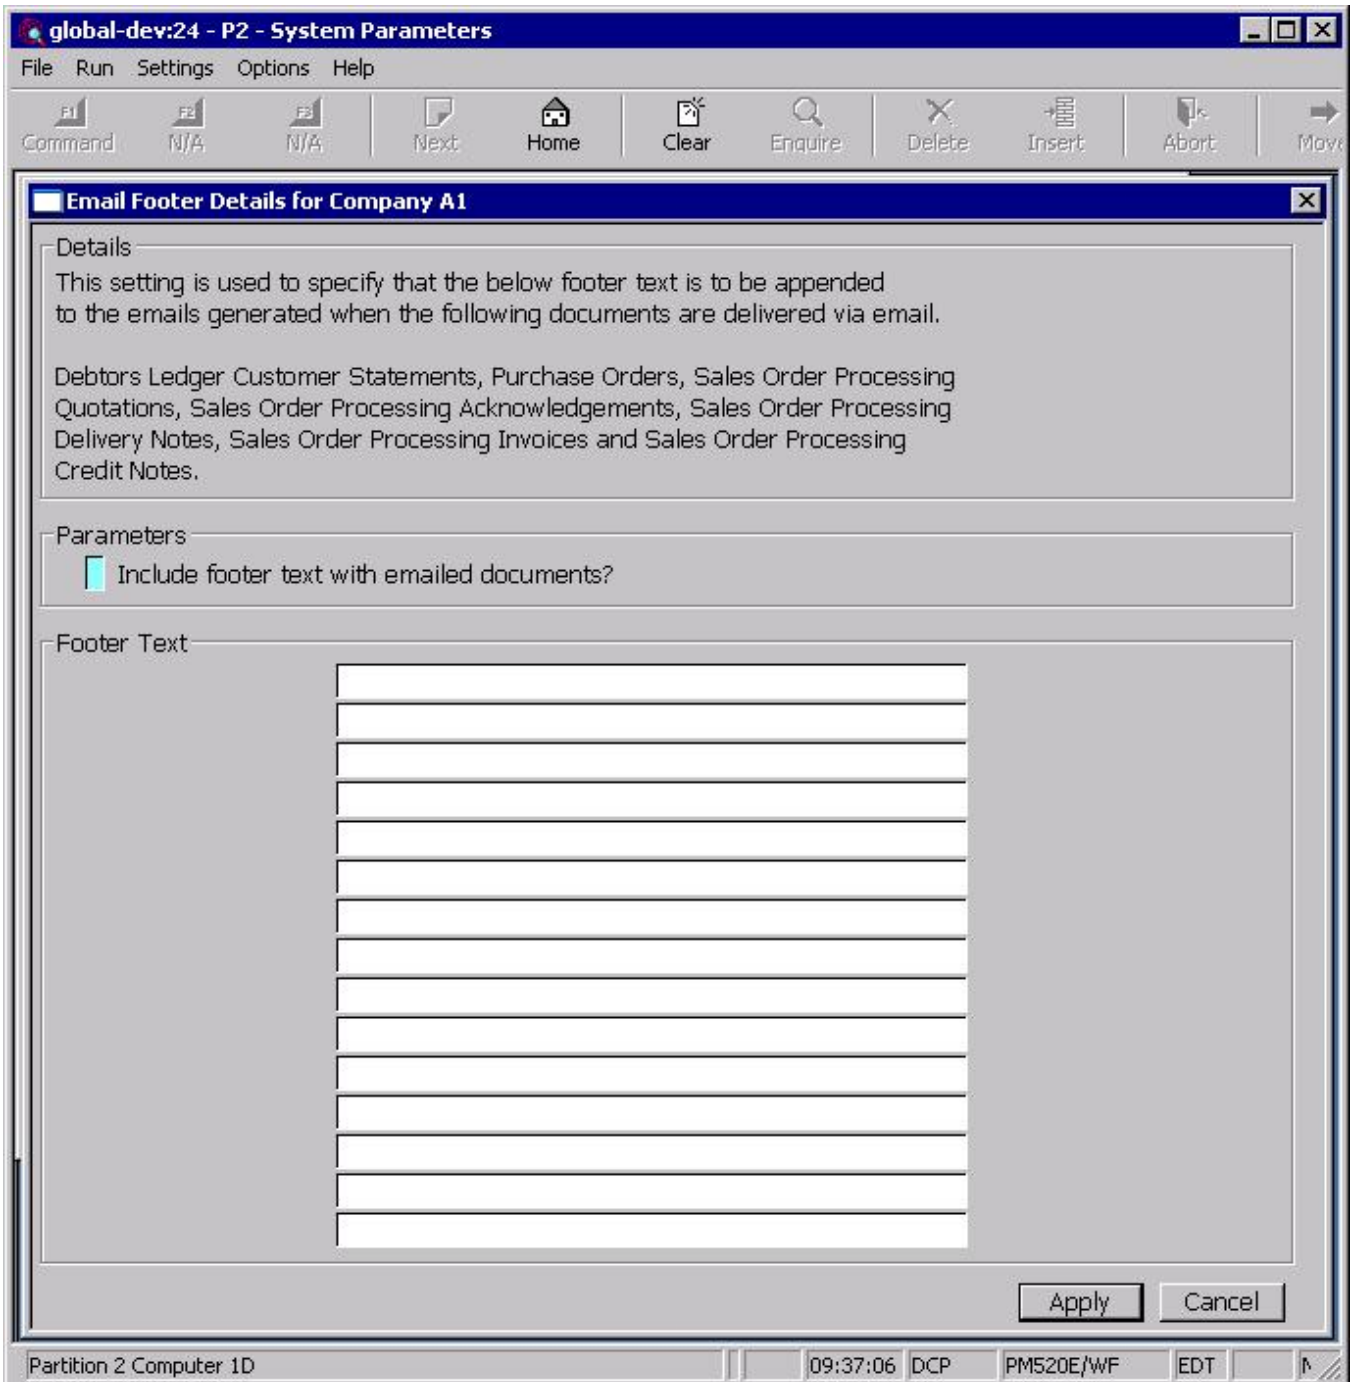 global-dev:24 - P2 - System Parameters
File Run Settings Options Help
F1 F2 F3
Command N/A N/A Next Home Clear Enquire Delete Insert Abort Move
Email Footer Details for Company A1
Details
This setting is used to specify that the below footer text is to be appended
to the emails generated when the following documents are delivered via email.
Debtors Ledger Customer Statements, Purchase Orders, Sales Order Processing
Quotations, Sales Order Processing Acknowledgements, Sales Order Processing
Delivery Notes, Sales Order Processing Invoices and Sales Order Processing
Credit Notes.
Parameters
Include footer text with emailed documents?
Footer Text
Apply Cancel
Partition 2 Computer 1D 09:37:06 DCP PM520E/WF EDT